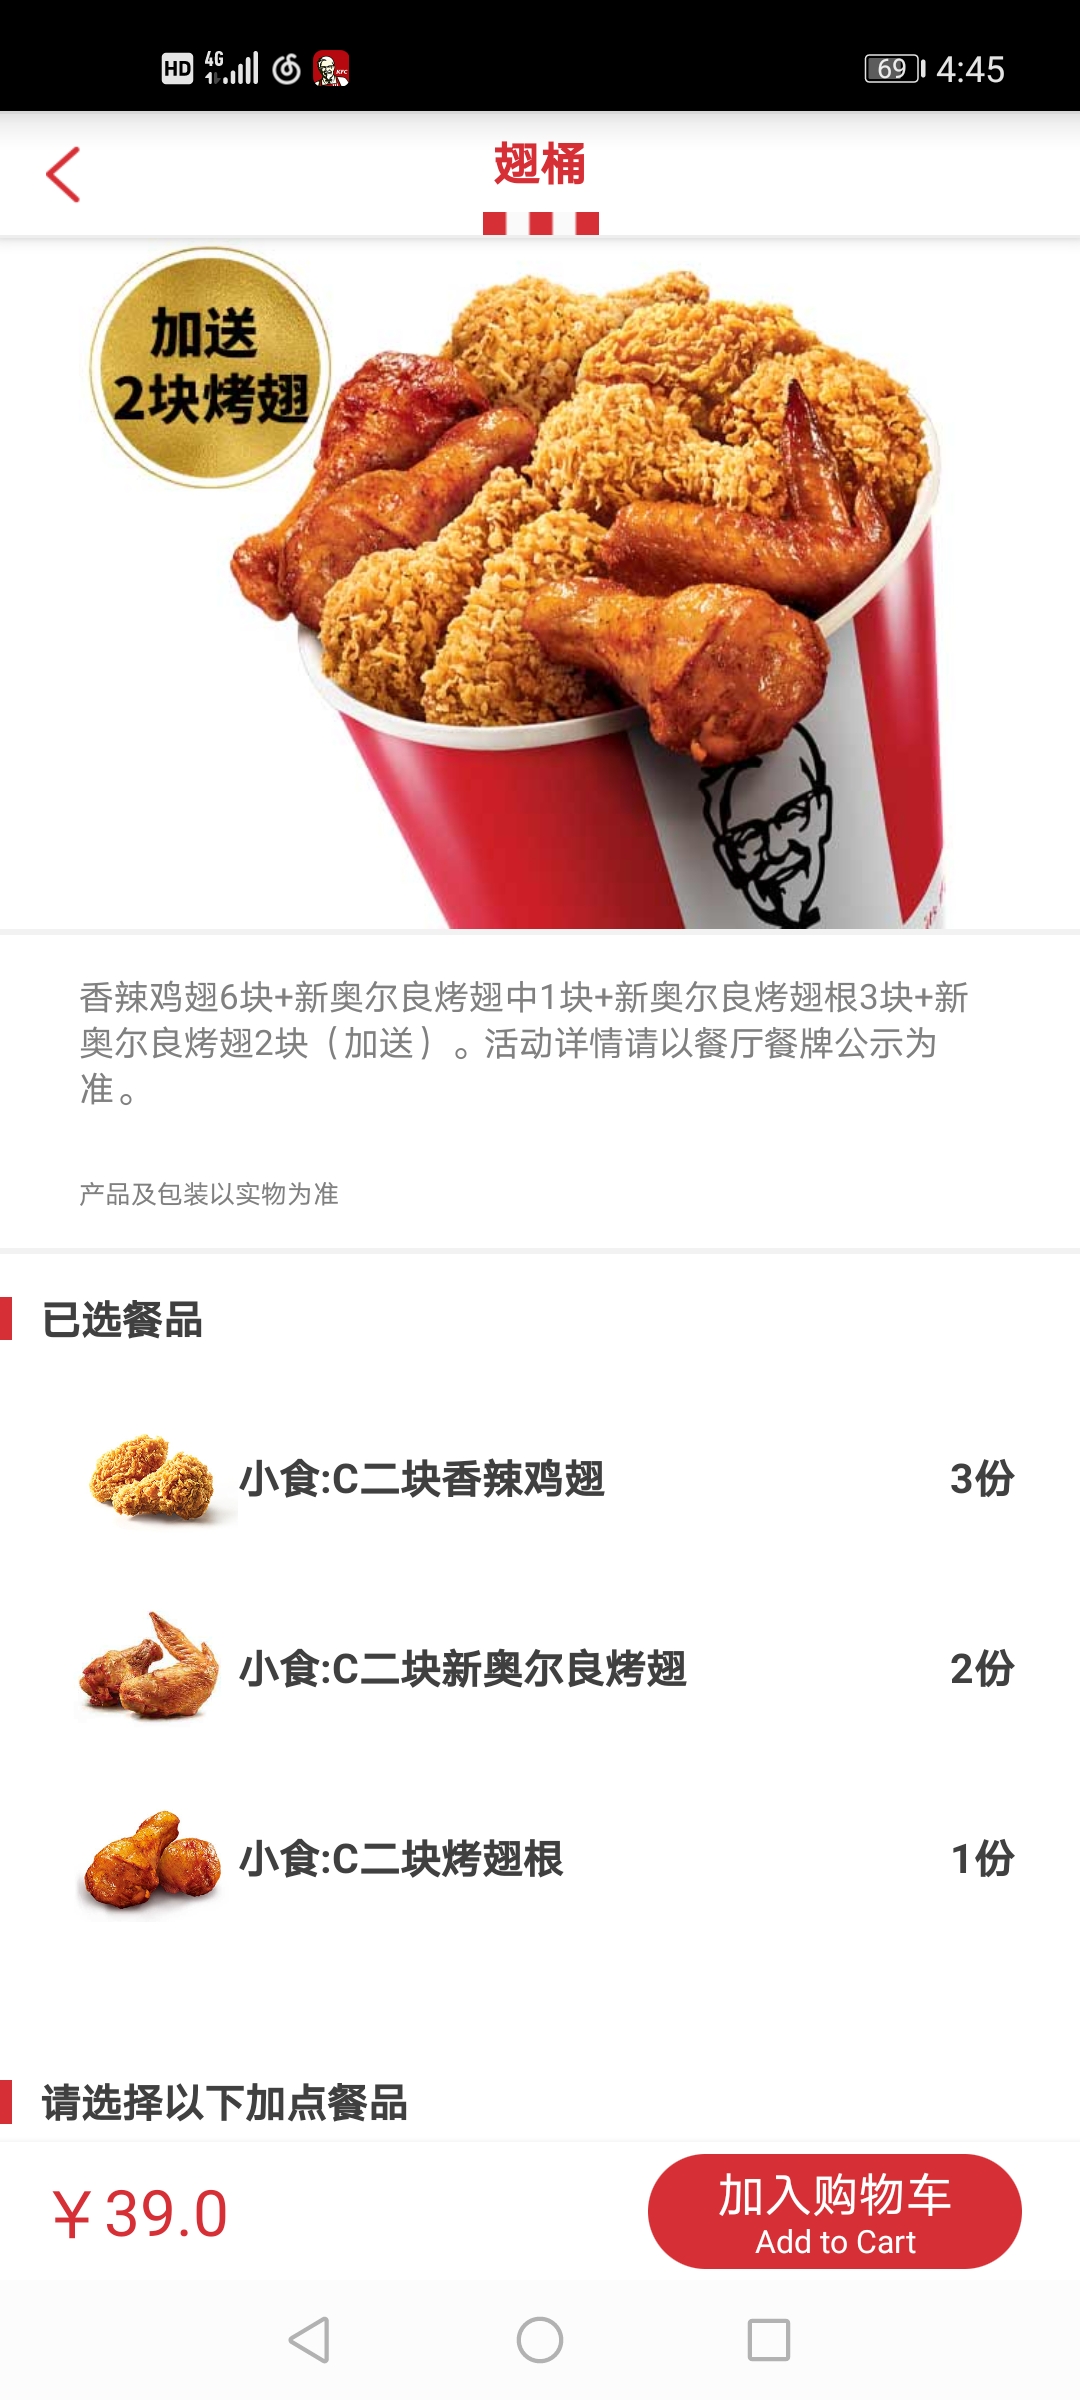 HD 4G 69 4:45
翅桶
加送
2块烤翅
香辣鸡翅6块+新奥尔良烤翅中1块+新奥尔良烤翅根3块+新
奥尔良烤翅2块（加送）。活动详情请以餐厅餐牌公示为
准。
产品及包装以实物为准
已选餐品
小食:C二块香辣鸡翅 3份
小食:C二块新奥尔良烤翅 2份
小食:C二块烤翅根 1份
请选择以下加点餐品
￥39.0
加入购物车
Add to Cart